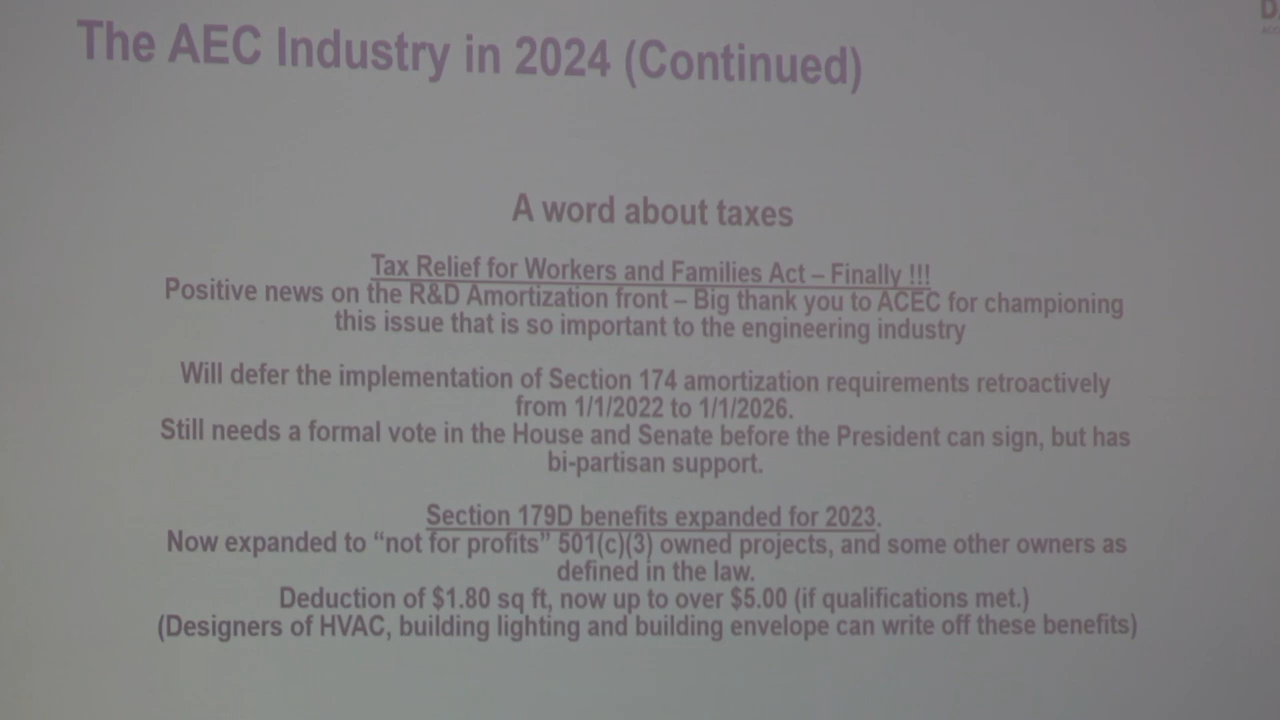 The AEC Industry in 2024 (Continued)
A word about taxes
Tax Relief for Workers and Families Act – Finally !!!
Positive news on the R&D Amortization front – Big thank you to ACEC for championing
this issue that is so important to the engineering industry
Will defer the implementation of Section 174 amortization requirements retroactively
from 1/1/2022 to 1/1/2026.
Still needs a formal vote in the House and Senate before the President can sign, but has
bi-partisan support.
Section 179D benefits expanded for 2023.
Now expanded to “not for profits” 501(c)(3) owned projects, and some other owners as
defined in the law.
Deduction of $1.80 sq ft, now up to over $5.00 (if qualifications met.)
(Designers of HVAC, building lighting and building envelope can write off these benefits)